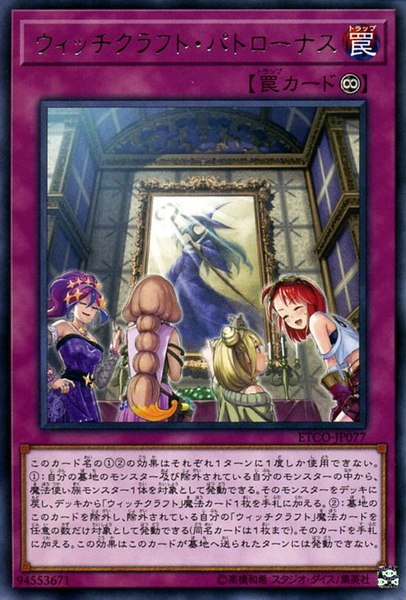 ウィッチクラフト・パトローナス
トラップ
罠
トラップ
【罠カード∞】
ETCO-JP077
このカード名の①②の効果はそれぞれ1ターンに1度しか使用できない。
①:自分の墓地のモンスター及び除外されている自分のモンスターの中から、
魔法使い族モンスター1体を対象として発動できる。そのモンスターをデッキに
戻し、デッキから「ウィッチクラフト」魔法カード1枚を手札に加える。②:墓地の
このカードを除外し、除外されている自分の「ウィッチクラフト」魔法カードを
任意の数だけ対象として発動できる(同名カードは1枚まで)。そのカードを手札
に加える。この効果はこのカードが墓地へ送られたターンには発動できない。
94553671
©高橋和希 スタジオ・ダイス/集英社